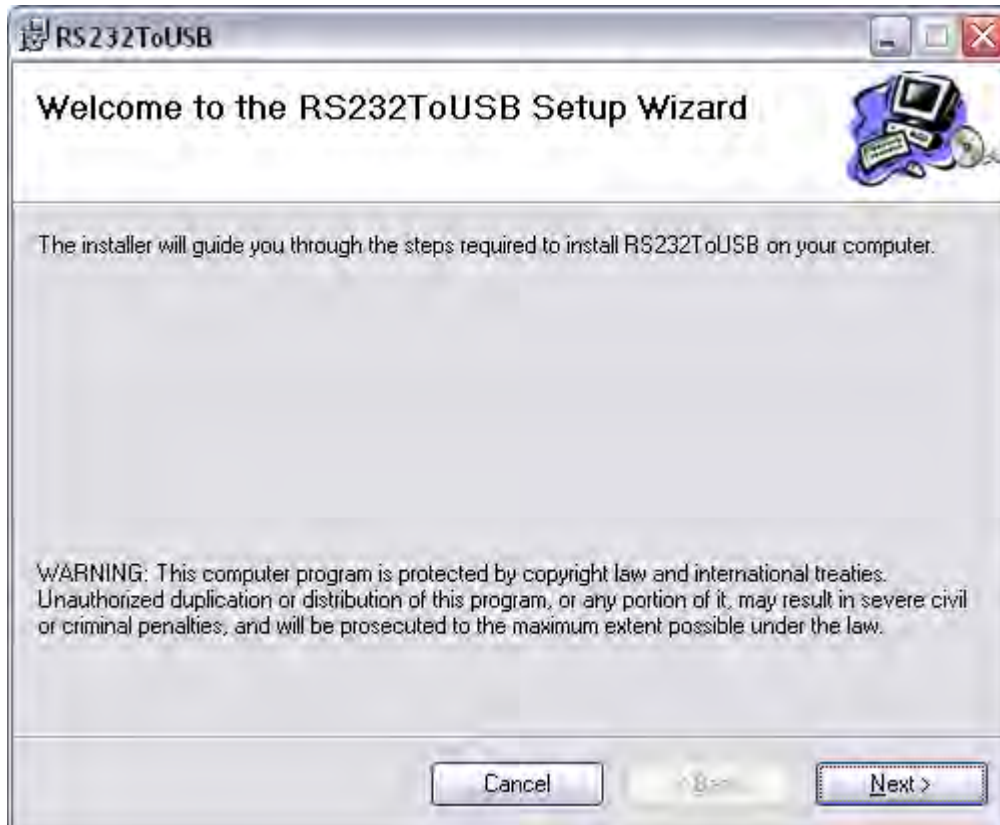 RS232ToUSB
Welcome to the RS232ToUSB Setup Wizard
The installer will guide you through the steps required to install RS232ToUSB on your computer.
WARNING: This computer program is protected by copyright law and international treaties.
Unauthorized duplication or distribution of this program, or any portion of it, may result in severe civil
or criminal penalties, and will be prosecuted to the maximum extent possible under the law.
Cancel
Next >